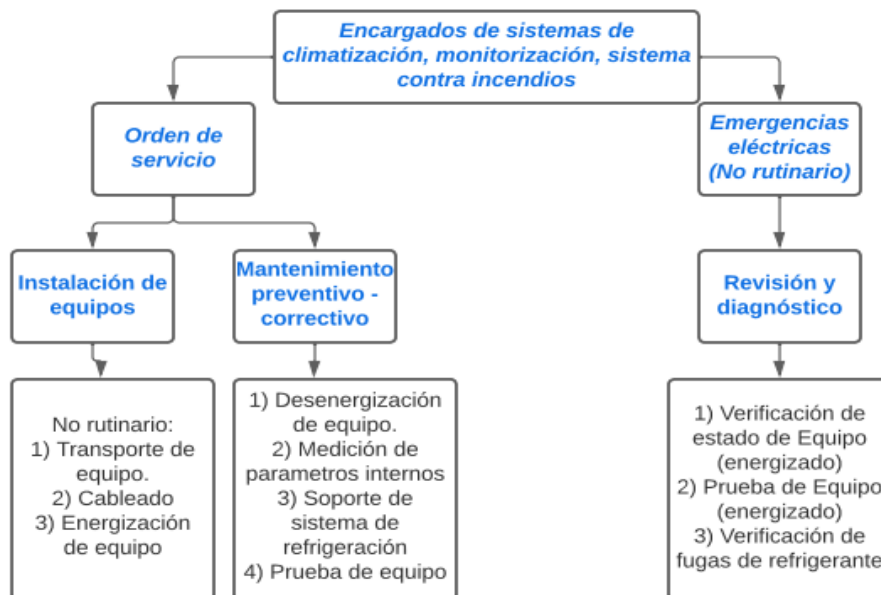 Encargados de sistemas de
climatización, monitorización, sistema
contra incendios
Orden de
servicio
Emergencias
eléctricas
(No rutinario)
Instalación de
equipos
Mantenimiento
preventivo -
correctivo
Revisión y
diagnóstico
No rutinario:
1) Transporte de
equipo.
2) Cableado
3) Energización
de equipo
1) Desenergización
de equipo.
2) Medición de
parametros internos
3) Soporte de
sistema de
refrigeración
4) Prueba de equipo
1) Verificación de
estado de Equipo
(energizado)
2) Prueba de Equipo
(energizado)
3) Verificación de
fugas de refrigerante